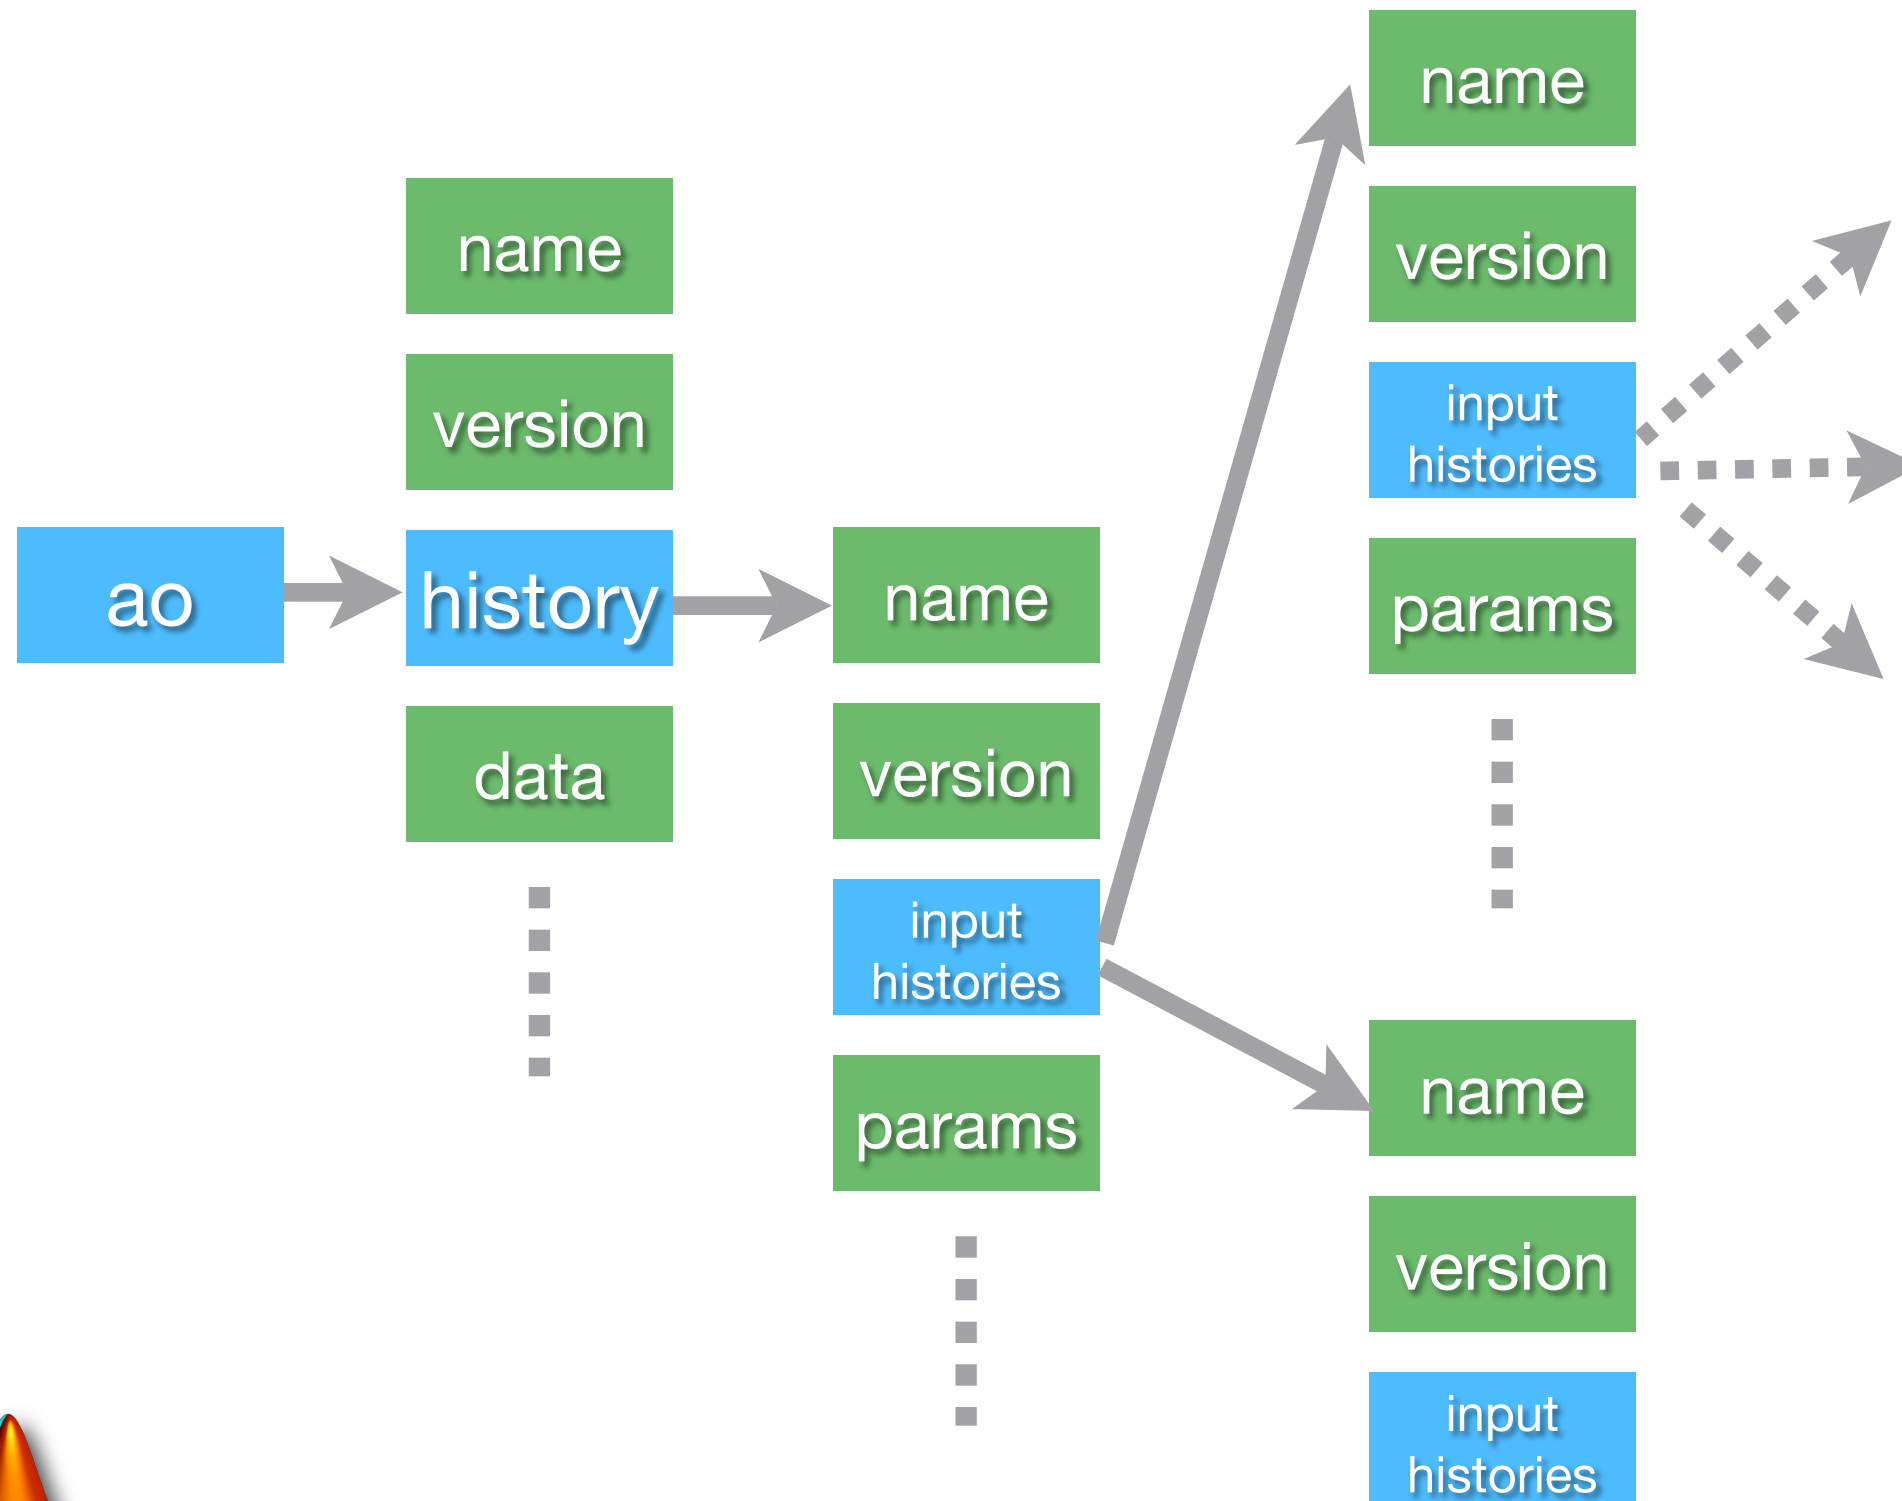 ao
name
version
history
data
name
version
input
histories
params
name
version
input
histories
params
name
version
input
histories